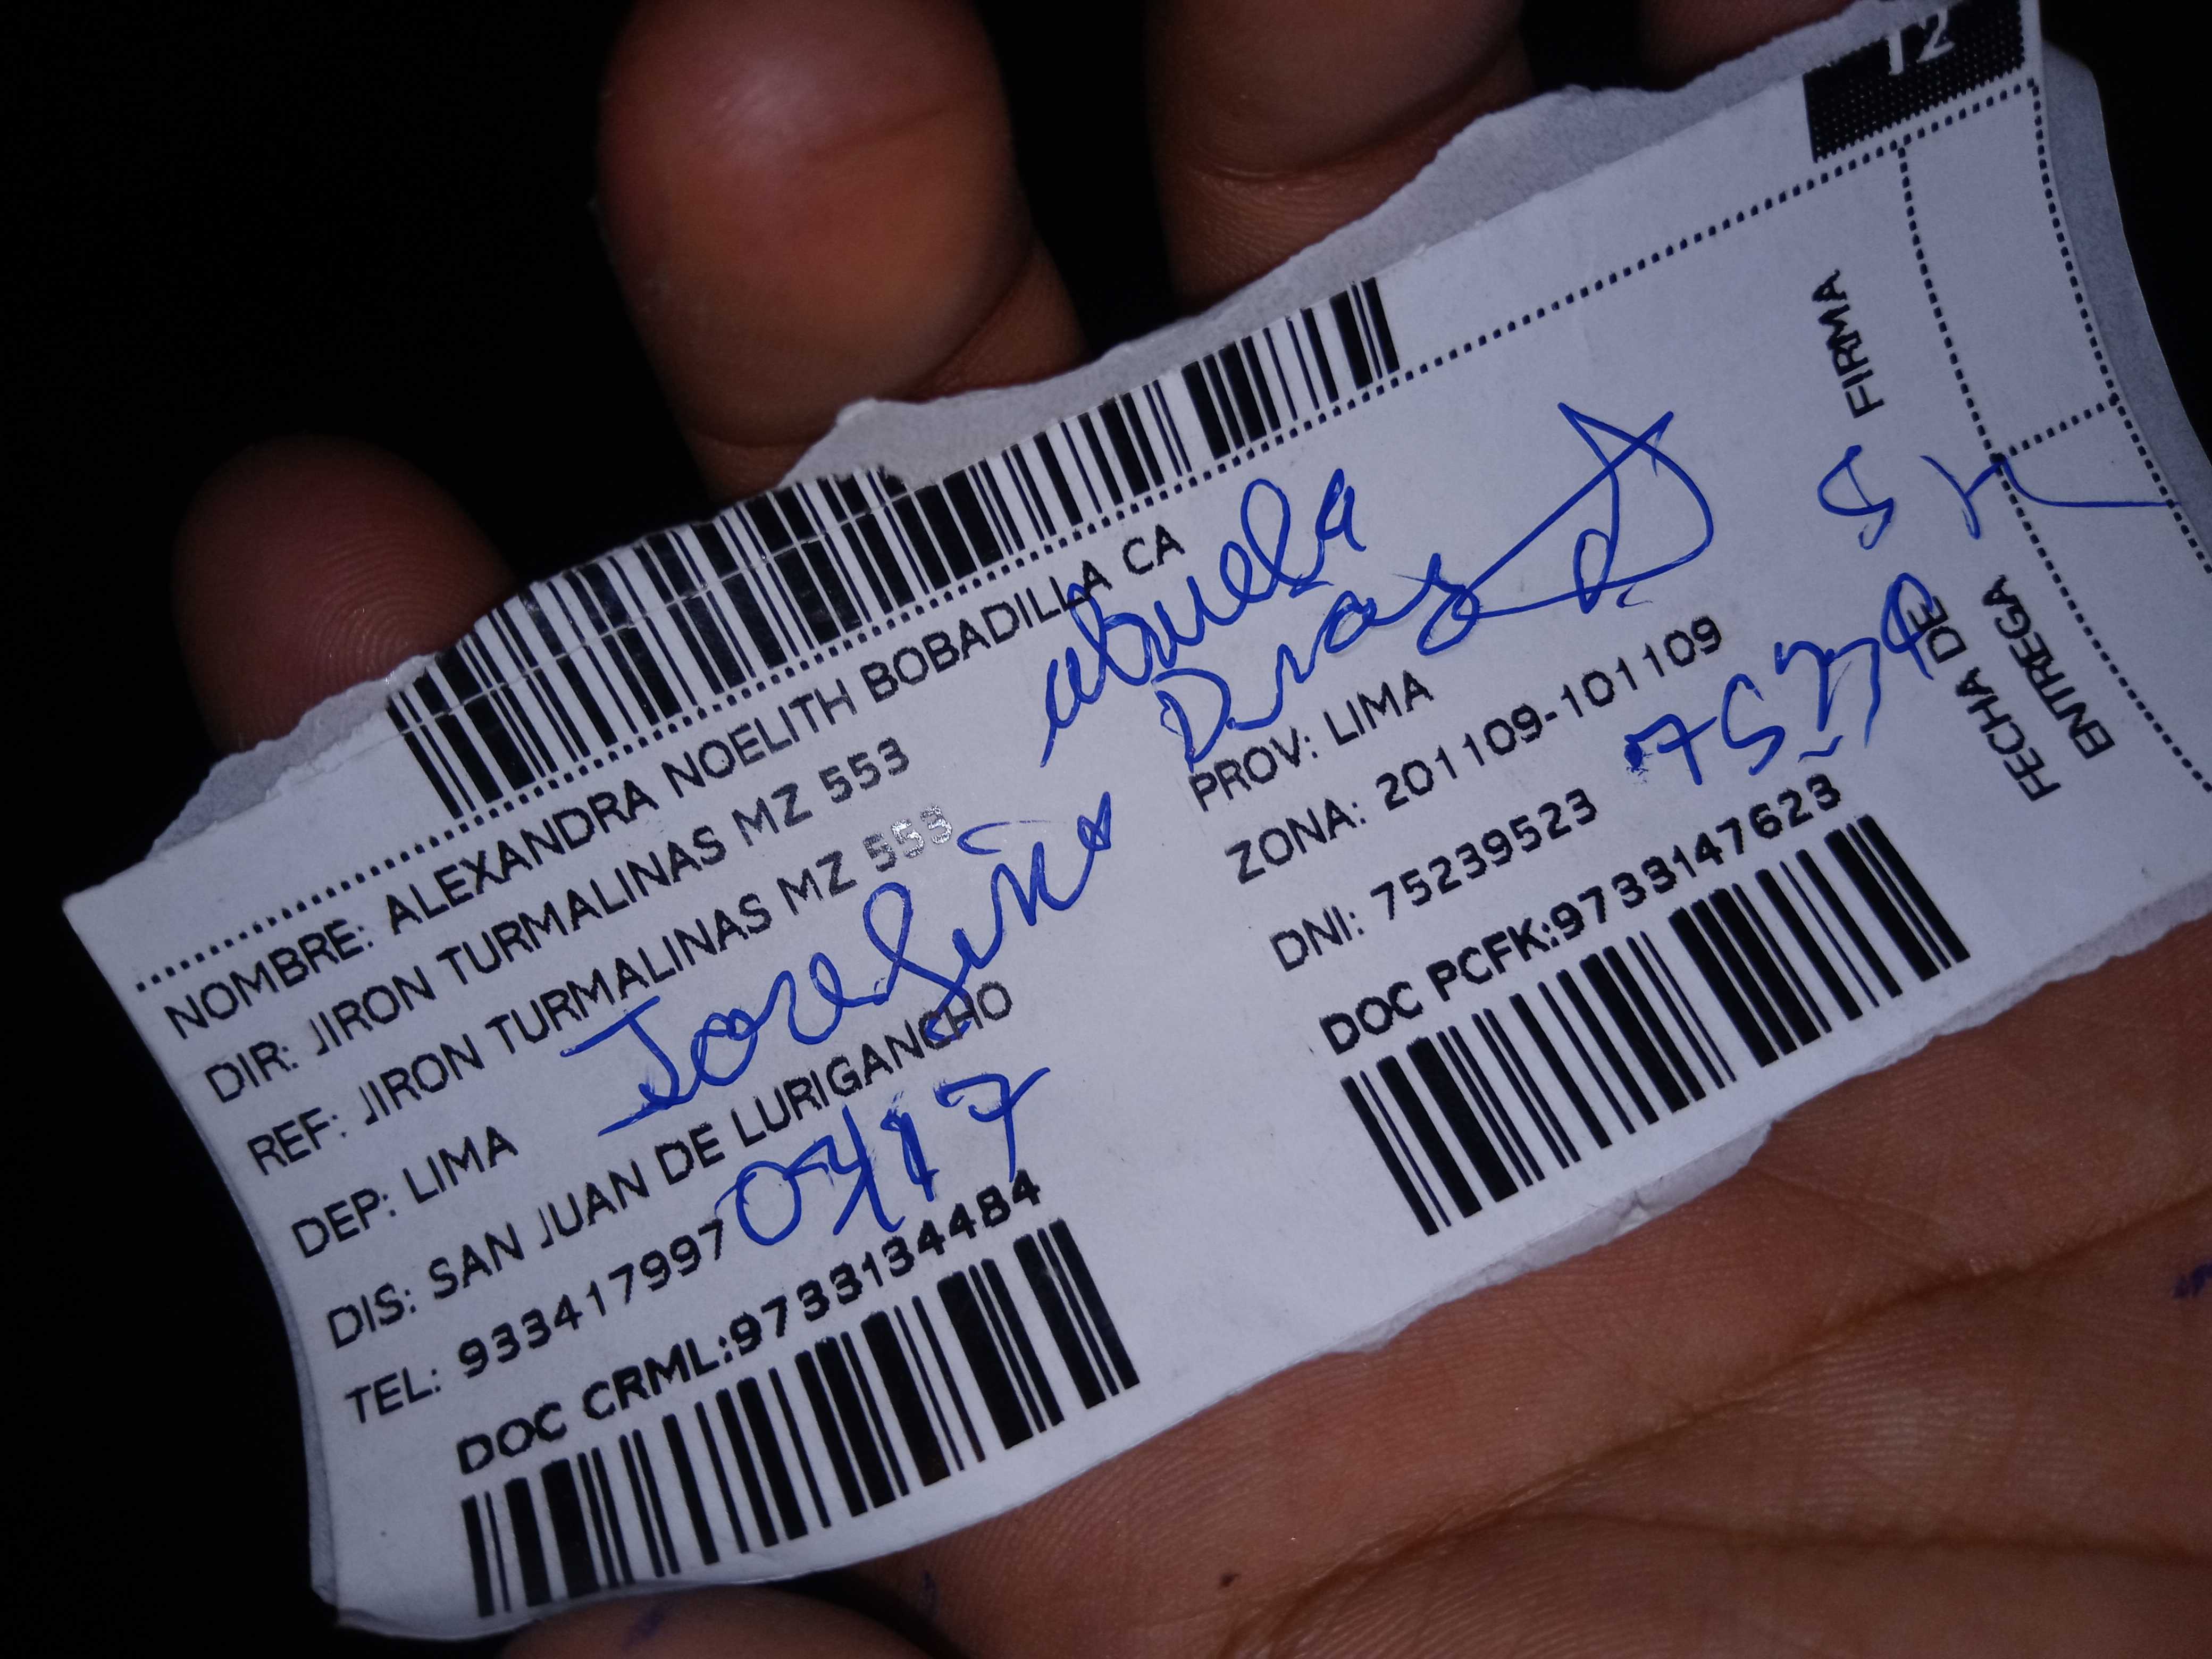 12
NOMBRE: ALEXANDRA NOELITH BOBADILLA CA
DIR: JIRON TURMALINAS MZ 553
REF: JIRON TURMALINAS MZ 553
abuela
DEP: LIMA
PROV: LIMA
DIS: SAN JUAN DE LURIGANCHO
ZONA: 201109-101109
TEL: 933417997
DNI: 75239523
DOC CRML:9733134484
DOC PCFK:9733147623
FIRMA
FECHA DE
ENTREGA